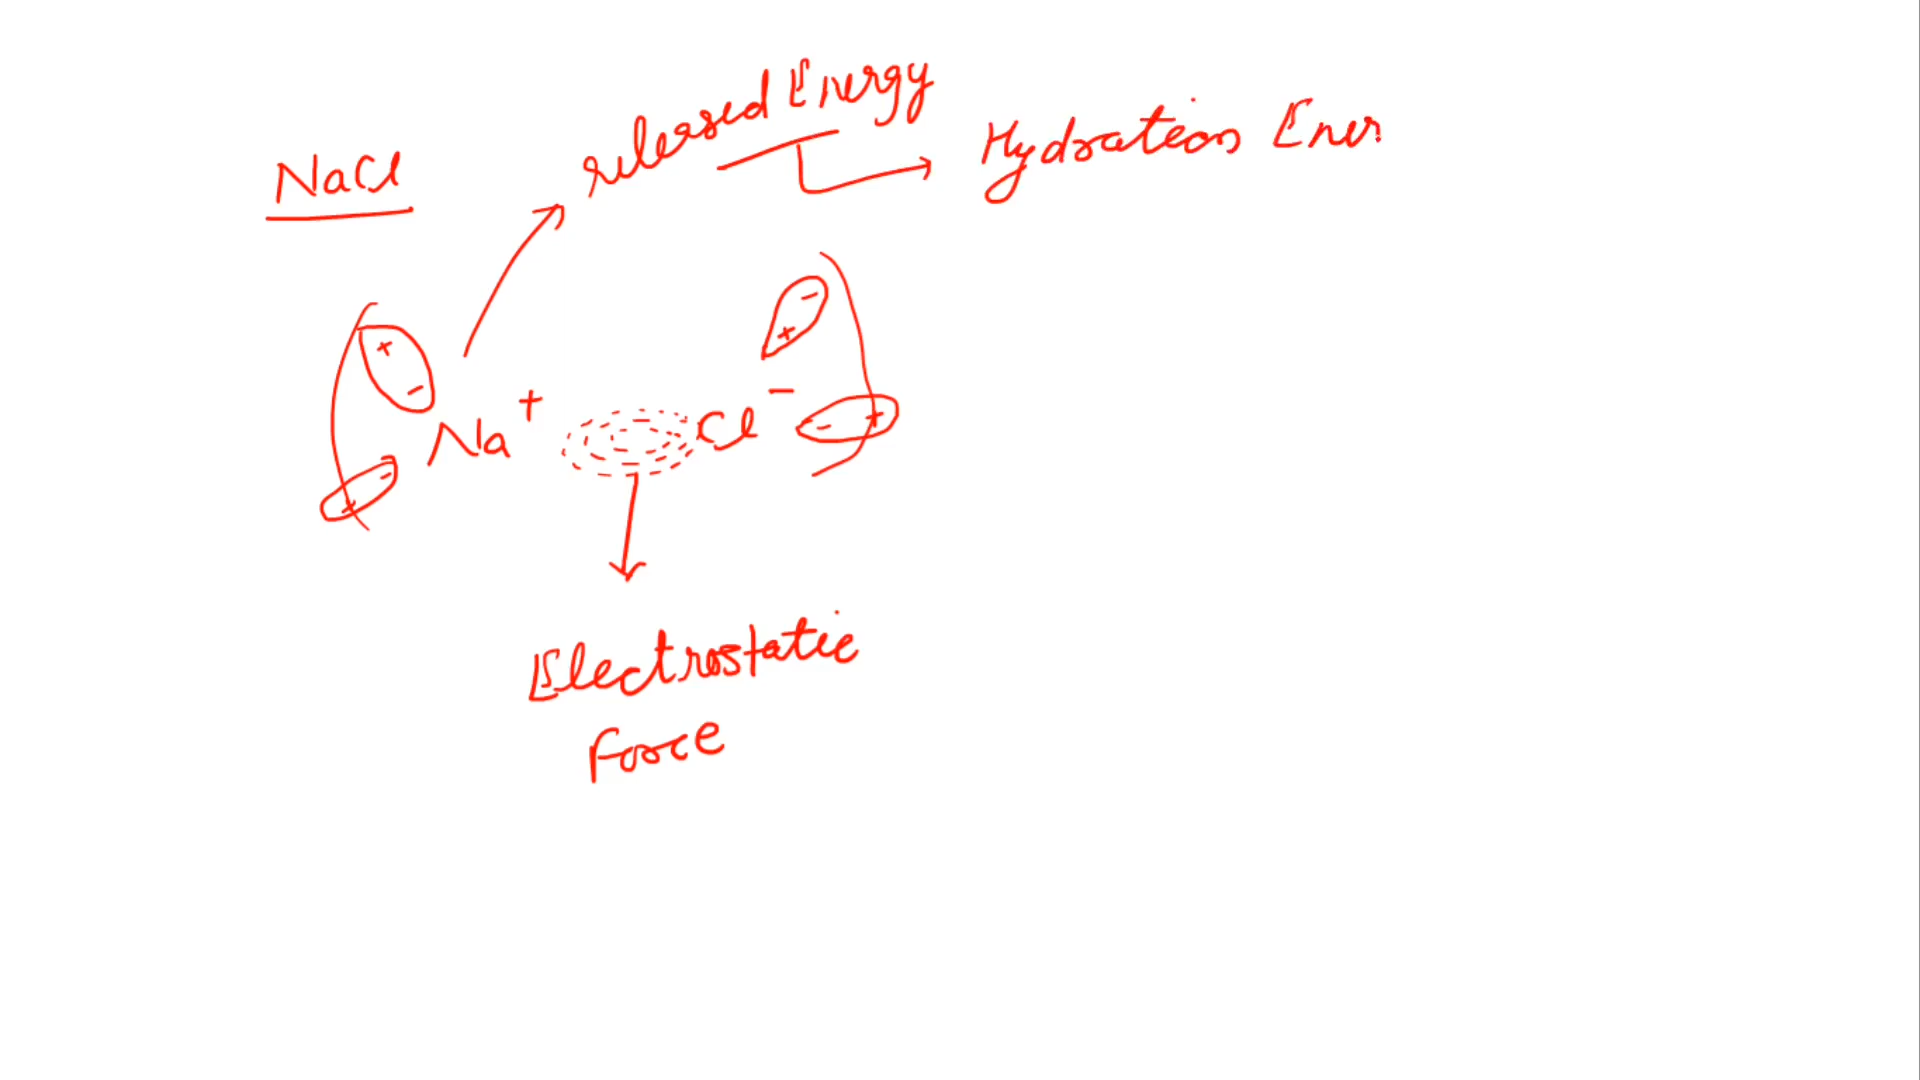 released Energy
Hydration Ener
NaCl
+
-
-
+
Na+
Cl-
- +
-
+
Electrostatic
Force